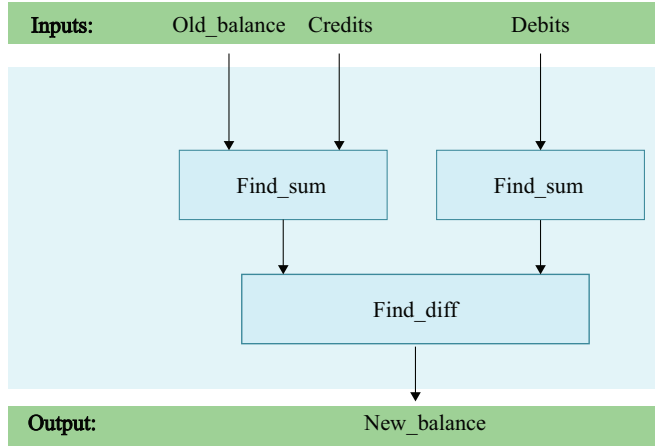 Inputs: Old_balance Credits Debits
Find_sum Find_sum
Find_diff
Output: New_balance